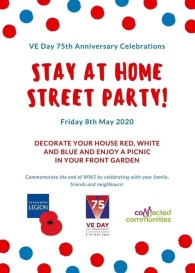 VE Day 75th Anniversary Celebrations
STAY AT HOME
STREET PARTY!
Friday 8th May 2020
DECORATE YOUR HOUSE RED, WHITE
AND BLUE AND ENJOY A PICNIC
IN YOUR FRONT GARDEN
Commemorate the end of WW2 by celebrating with your family,
friends and neighbours!
LEGION
75
VE DAY
connected
communities